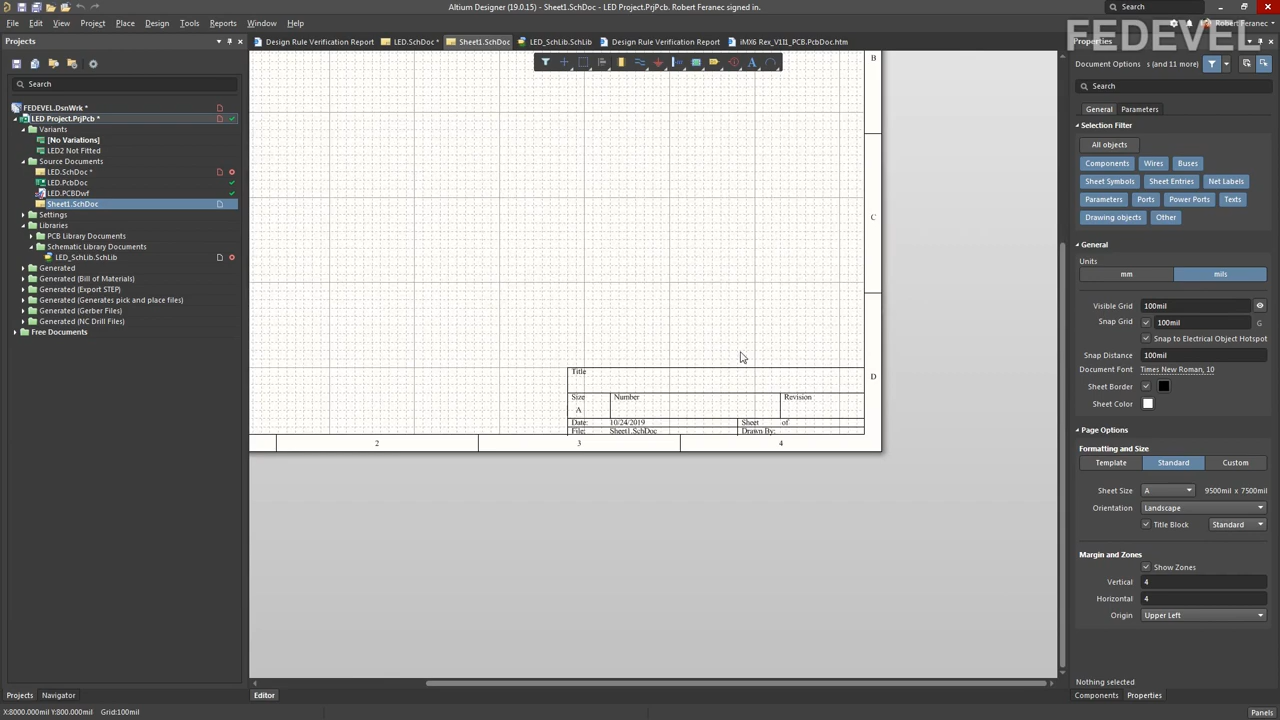 Altium Designer (19.0.15) - Sheet1.SchDoc - LED Project.PrjPcb. Robert Feranec signed in.
Search
File Edit View Project Place Design Tools Reports Window Help
FEDEVEL
Projects
Design Rule Verification Report
LED.SchDoc *
Sheet1.SchDoc
LED_SchLib.SchLib
Design Rule Verification Report
iMX6 Rex_V1I1_PCB.PcbDoc.htm
Properties
Document Options
s (and 11 more)
Search
Search
FEDEVEL.DsnWrk *
LED Project.PrjPcb *
Variants
[No Variations]
LED2 Not Fitted
Source Documents
LED.SchDoc *
LED.PcbDoc
LED.PCBDwf
Sheet1.SchDoc
Settings
Libraries
PCB Library Documents
Schematic Library Documents
LED_SchLib.SchLib
Generated
Generated (Bill of Materials)
Generated (Export STEP)
Generated (Generates pick and place files)
Generated (Gerber Files)
Generated (NC Drill Files)
Free Documents
B
C
D
Title
Size
Number
Revision
A
Date: 10/24/2019
Sheet of
File: Sheet1.SchDoc
Drawn By:
2
3
4
General
Parameters
Selection Filter
All objects
Components
Wires
Buses
Sheet Symbols
Sheet Entries
Net Labels
Parameters
Ports
Power Ports
Texts
Drawing objects
Other
General
Units
mm
mils
Visible Grid 100mil
Snap Grid 100mil G
Snap to Electrical Object Hotspot
Snap Distance 100mil
Document Font Times New Roman, 10
Sheet Border
Sheet Color
Page Options
Formatting and Size
Template
Standard
Custom
Sheet Size A 9500mil x 7500mil
Orientation Landscape
Title Block Standard
Margin and Zones
Show Zones
Vertical 4
Horizontal 4
Origin Upper Left
Nothing selected
Projects Navigator
Editor
Components Properties
X:8000.000mil Y:800.000mil Grid:100mil
Panels